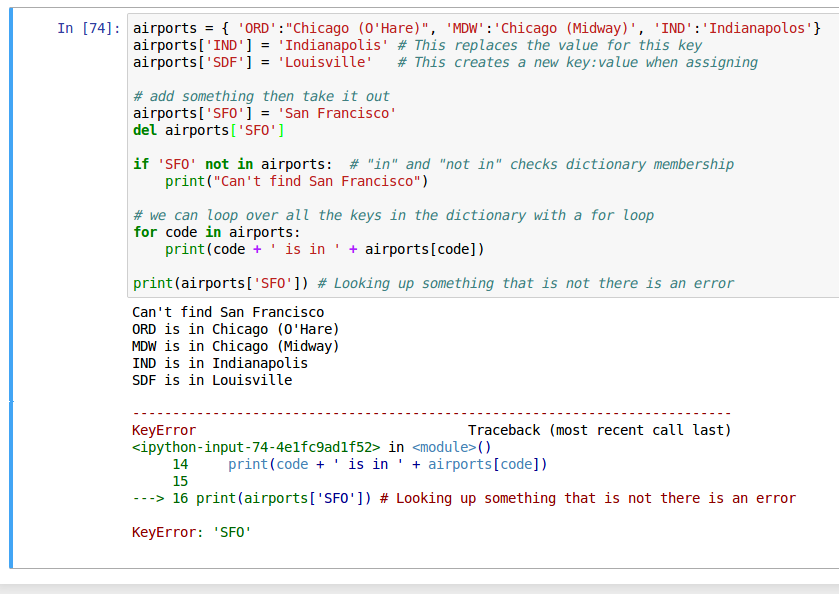 In [74]: airports = { 'ORD':"Chicago (O'Hare)", 'MDW':'Chicago (Midway)', 'IND':'Indianapolos'}
airports['IND'] = 'Indianapolis' # This replaces the value for this key
airports['SDF'] = 'Louisville'   # This creates a new key:value when assigning

# add something then take it out
airports['SFO'] = 'San Francisco'
del airports['SFO']

if 'SFO' not in airports:  # "in" and "not in" checks dictionary membership
    print("Can't find San Francisco")

# we can loop over all the keys in the dictionary with a for loop
for code in airports:
    print(code + ' is in ' + airports[code])

print(airports['SFO']) # Looking up something that is not there is an error
Can't find San Francisco
ORD is in Chicago (O'Hare)
MDW is in Chicago (Midway)
IND is in Indianapolis
SDF is in Louisville

---------------------------------------------------------------------------
KeyError                                  Traceback (most recent call last)
<ipython-input-74-4e1fc9ad1f52> in <module>()
     14     print(code + ' is in ' + airports[code])
     15 
---> 16 print(airports['SFO']) # Looking up something that is not there is an error

KeyError: 'SFO'